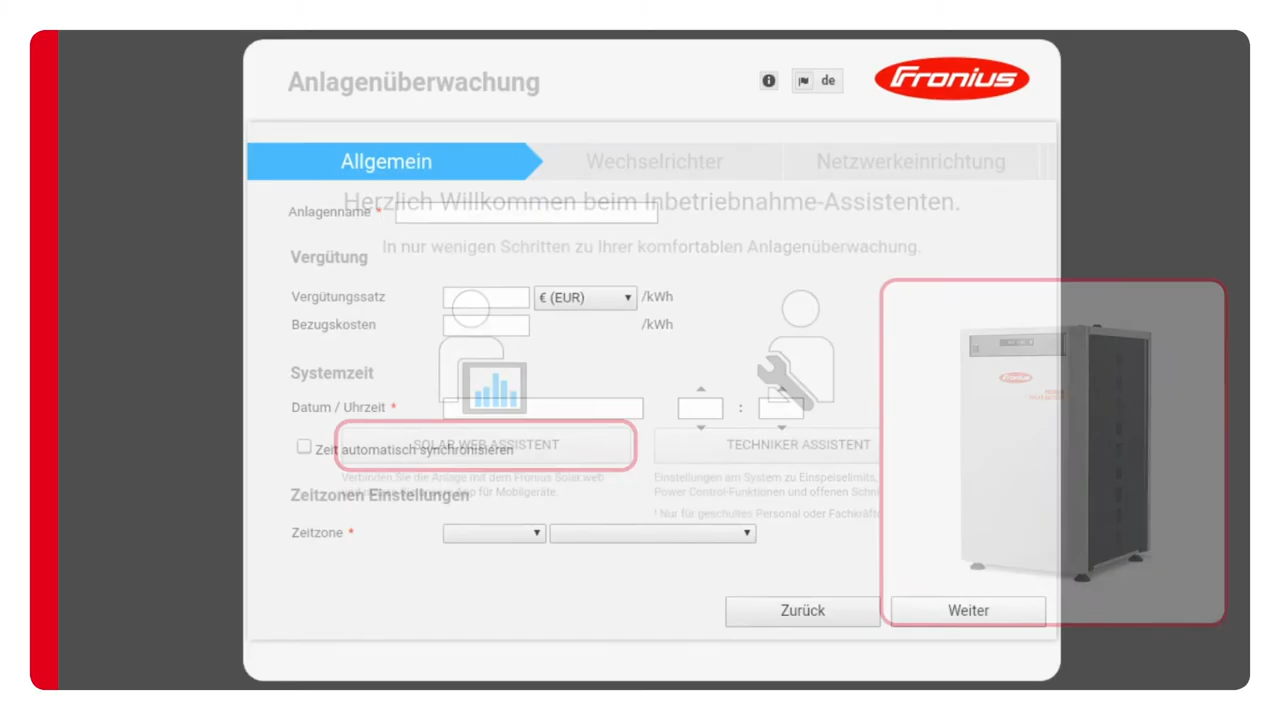 Anlagenüberwachung
de
Fronius
Allgemein
Wechselrichter
Netzwerkeinrichtung
Herzlich Willkommen beim Inbetriebnahme-Assistenten.
Anlagenname *
In nur wenigen Schritten zu Ihrer komfortablen Anlagenüberwachung.
Vergütung
Vergütungssatz
€ (EUR)
/kWh
Bezugskosten
/kWh
Systemzeit
Datum / Uhrzeit *
:
SOLAR WEB ASSISTENT
TECHNIKER ASSISTENT
Zeit automatisch synchronisieren
Verbinden Sie die Anlage mit dem Fronius Solar.web
App für Mobilgeräte.
Einstellungen am System zu Einspeiselimits,
Power Control-Funktionen und offenen Schni
! Nur für geschultes Personal oder Fachkräfte
Zeitzonen Einstellungen
Zeitzone *
Fronius
Zurück
Weiter